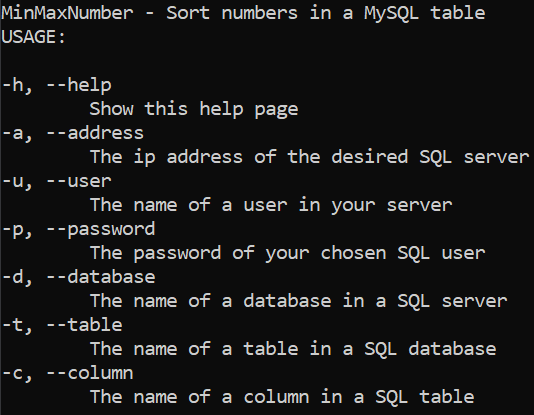 MinMaxNumber - Sort numbers in a MySQL table
USAGE:
-h, --help
Show this help page
-a, --address
The ip address of the desired SQL server
-u, --user
The name of a user in your server
-p, --password
The password of your chosen SQL user
-d, --database
The name of a database in a SQL server
-t, --table
The name of a table in a SQL database
-c, --column
The name of a column in a SQL table